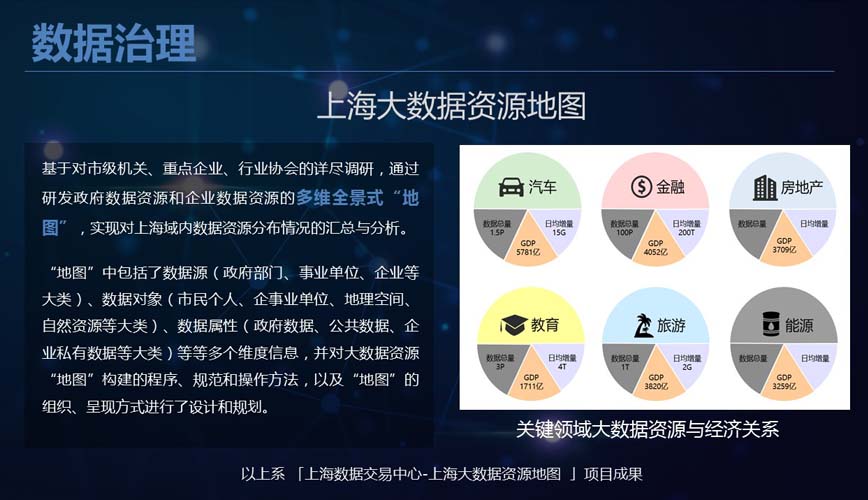 数据治理
上海大数据资源地图
基于对市级机关、重点企业、行业协会的详尽调研，通过
研发政府数据资源和企业数据资源的多维全景式“地
图”，实现对上海域内数据资源分布情况的汇总与分析。
“地图”中包括了数据源（政府部门、事业单位、企业等
大类）、数据对象（市民个人、企事业单位、地理空间、
自然资源等大类）、数据属性（政府数据、公共数据、企
业私有数据等大类）等等多个维度信息，并对大数据资源
“地图”构建的程序、规范和操作方法，以及“地图”的
组织、呈现方式进行了设计和规划。
汽车
数据总量
1.5P
GDP
5781亿
日均增量
15G
金融
数据总量
100P
GDP
4052亿
日均增量
200T
房地产
数据总量
GDP
3709亿
日均增量
教育
数据总量
3P
GDP
1711亿
日均增量
4T
旅游
数据总量
1T
GDP
3820亿
日均增量
2G
能源
数据总量
GDP
3259亿
日均增量
关键领域大数据资源与经济关系
以上系「上海数据交易中心-上海大数据资源地图 」项目成果